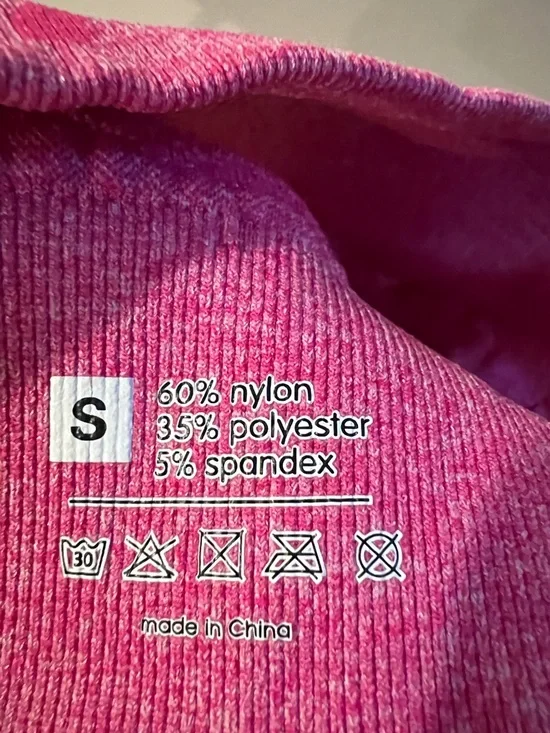 S
60% nylon
35% polyester
5% spandex
30
made in China